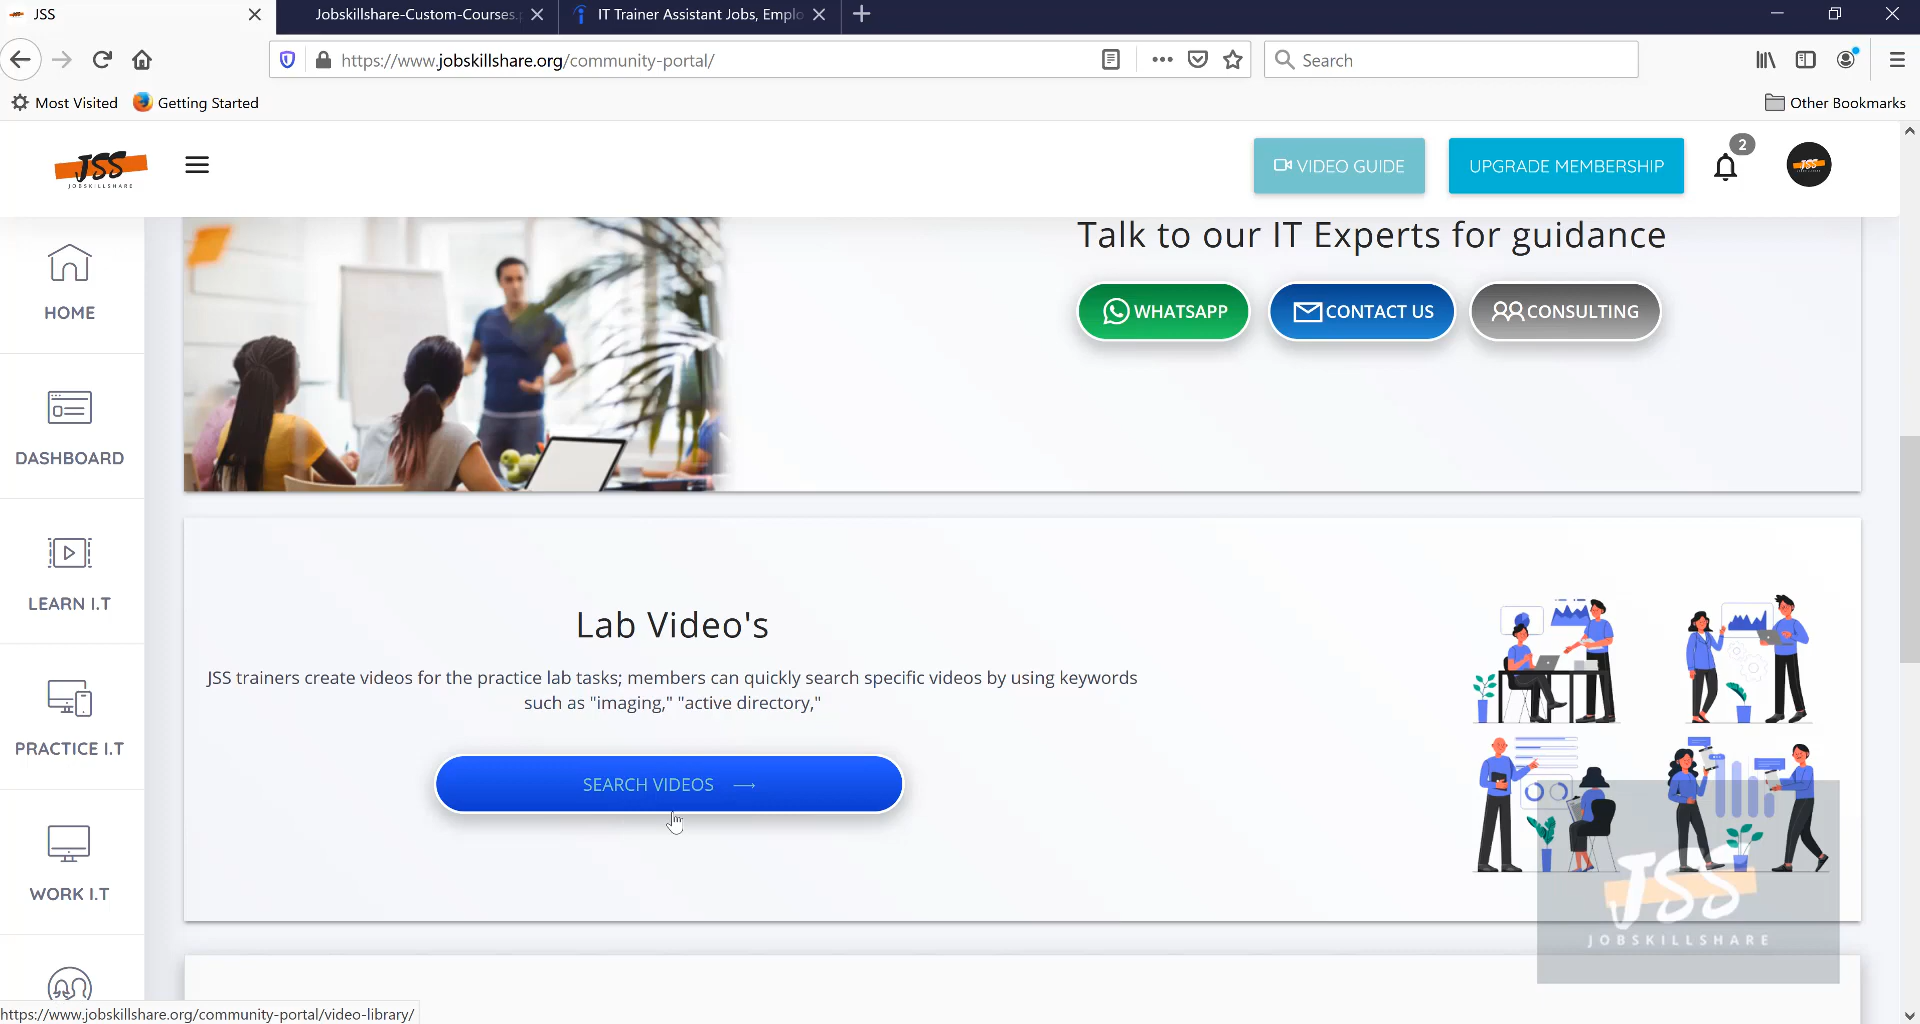 JSS
Jobskillshare-Custom-Courses.
IT Trainer Assistant Jobs, Emplo
https://www.jobskillshare.org/community-portal/
Search
Most Visited
Getting Started
Other Bookmarks
JSS
JOBSKILLSHARE
VIDEO GUIDE
UPGRADE MEMBERSHIP
2
JSS
Talk to our IT Experts for guidance
WHATSAPP
CONTACT US
CONSULTING
HOME
DASHBOARD
LEARN I.T
PRACTICE I.T
WORK I.T
Lab Video's
JSS trainers create videos for the practice lab tasks; members can quickly search specific videos by using keywords
such as "imaging," "active directory,"
SEARCH VIDEOS
JSS
JOBSKILLSHARE
https://www.jobskillshare.org/community-portal/video-library/